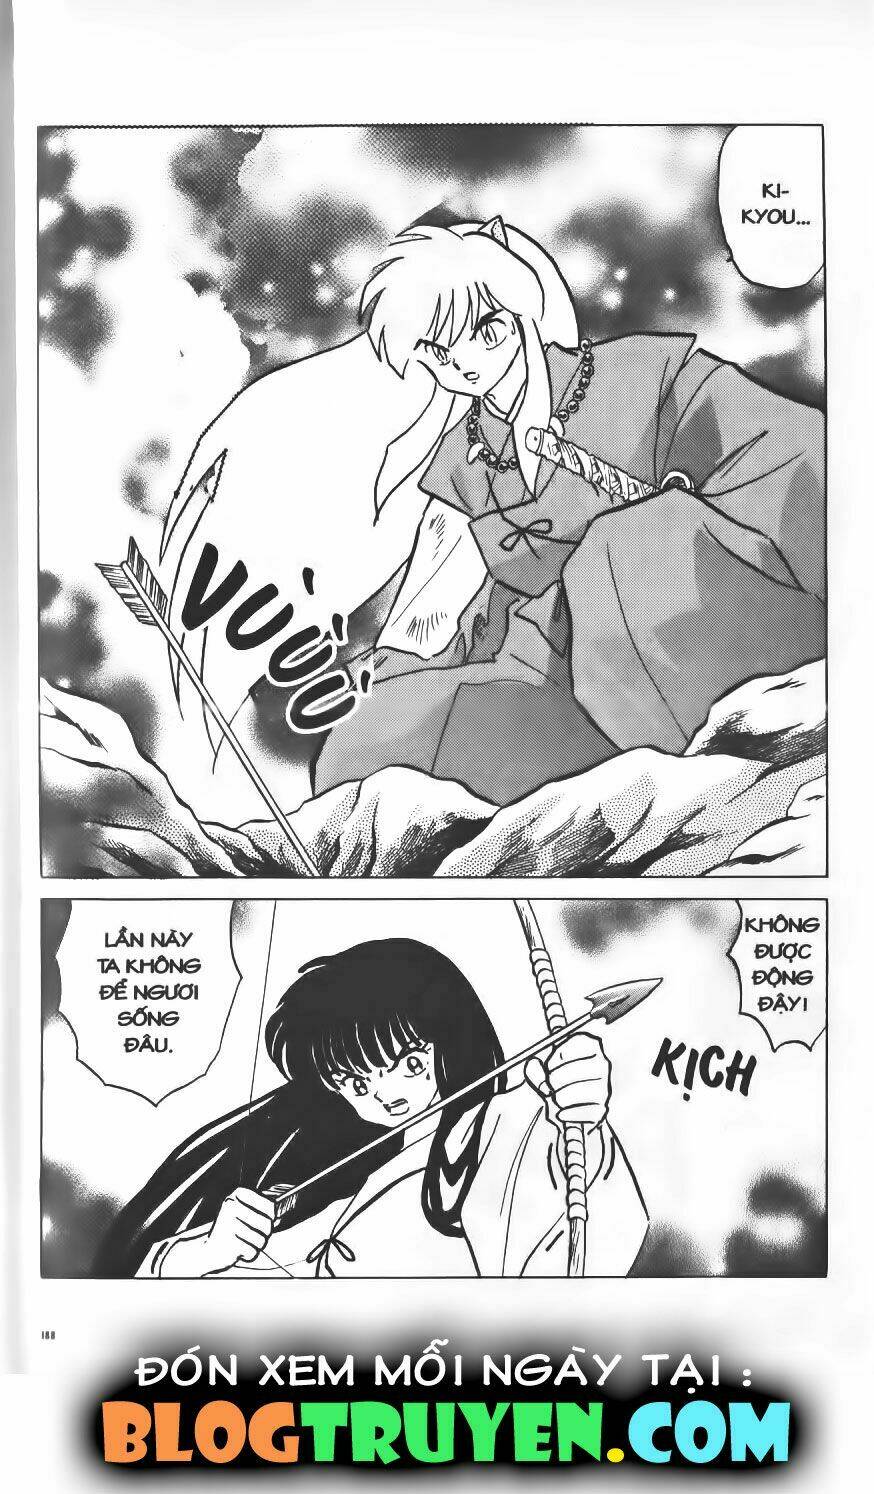 KI-
KYOU...
VÙÙÙ
KHÔNG
ĐƯỢC
ĐỘNG
ĐẬY!
LẦN NÀY
TA KHÔNG
ĐỂ NGƯƠI
SỐNG
ĐÂU.
KỊCH
188
ĐÓN XEM MỖI NGÀY TẠI :
BLOGTRUYEN.COM